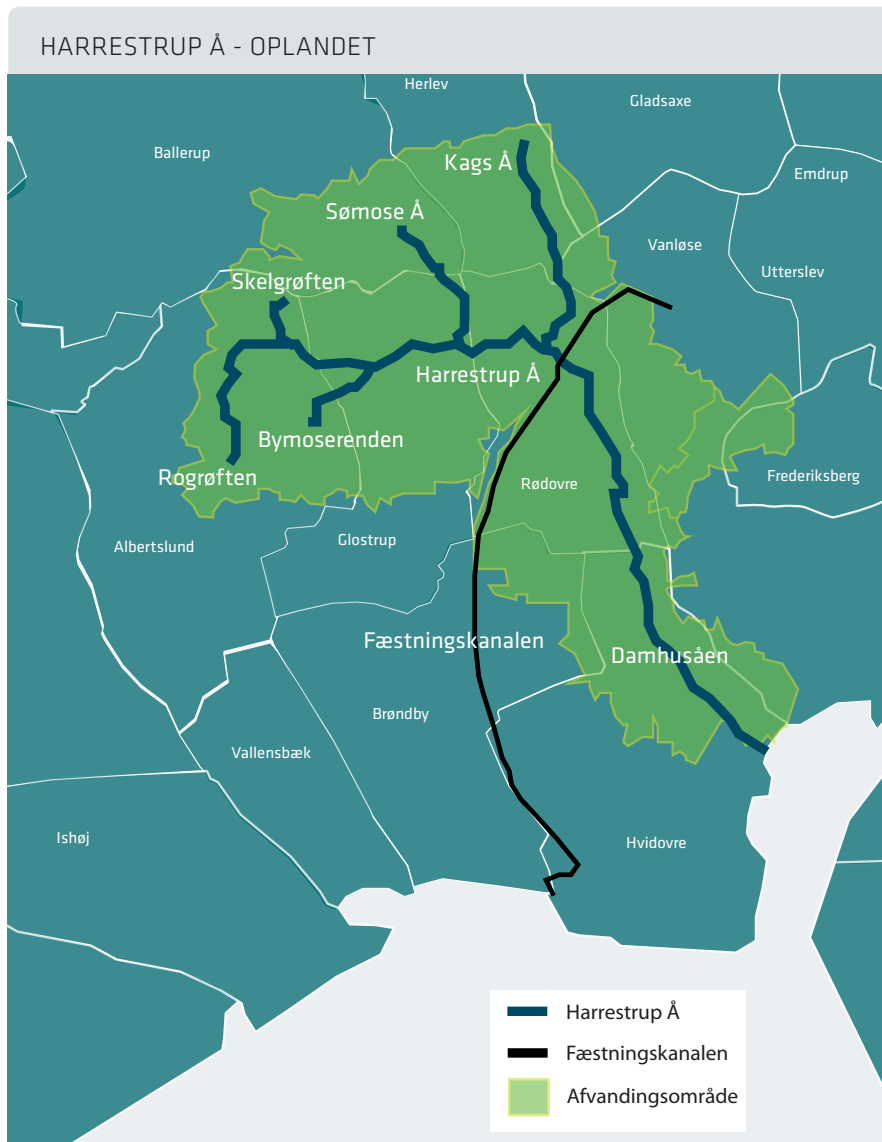 HARRESTRUP Å - OPLANDET
Herlev
Gladsaxe
Ballerup
Kags Å
Emdrup
Sømose Å
Vanløse
Utterslev
Skelgrøften
Harrestrup Å
Bymoserenden
Rogrøften
Rødovre
Frederiksberg
Albertslund
Glostrup
Fæstningskanalen
Damhusåen
Brøndby
Vallensbæk
Ishøj
Hvidovre
Harrestrup Å
Fæstningskanalen
Afvandingsområde